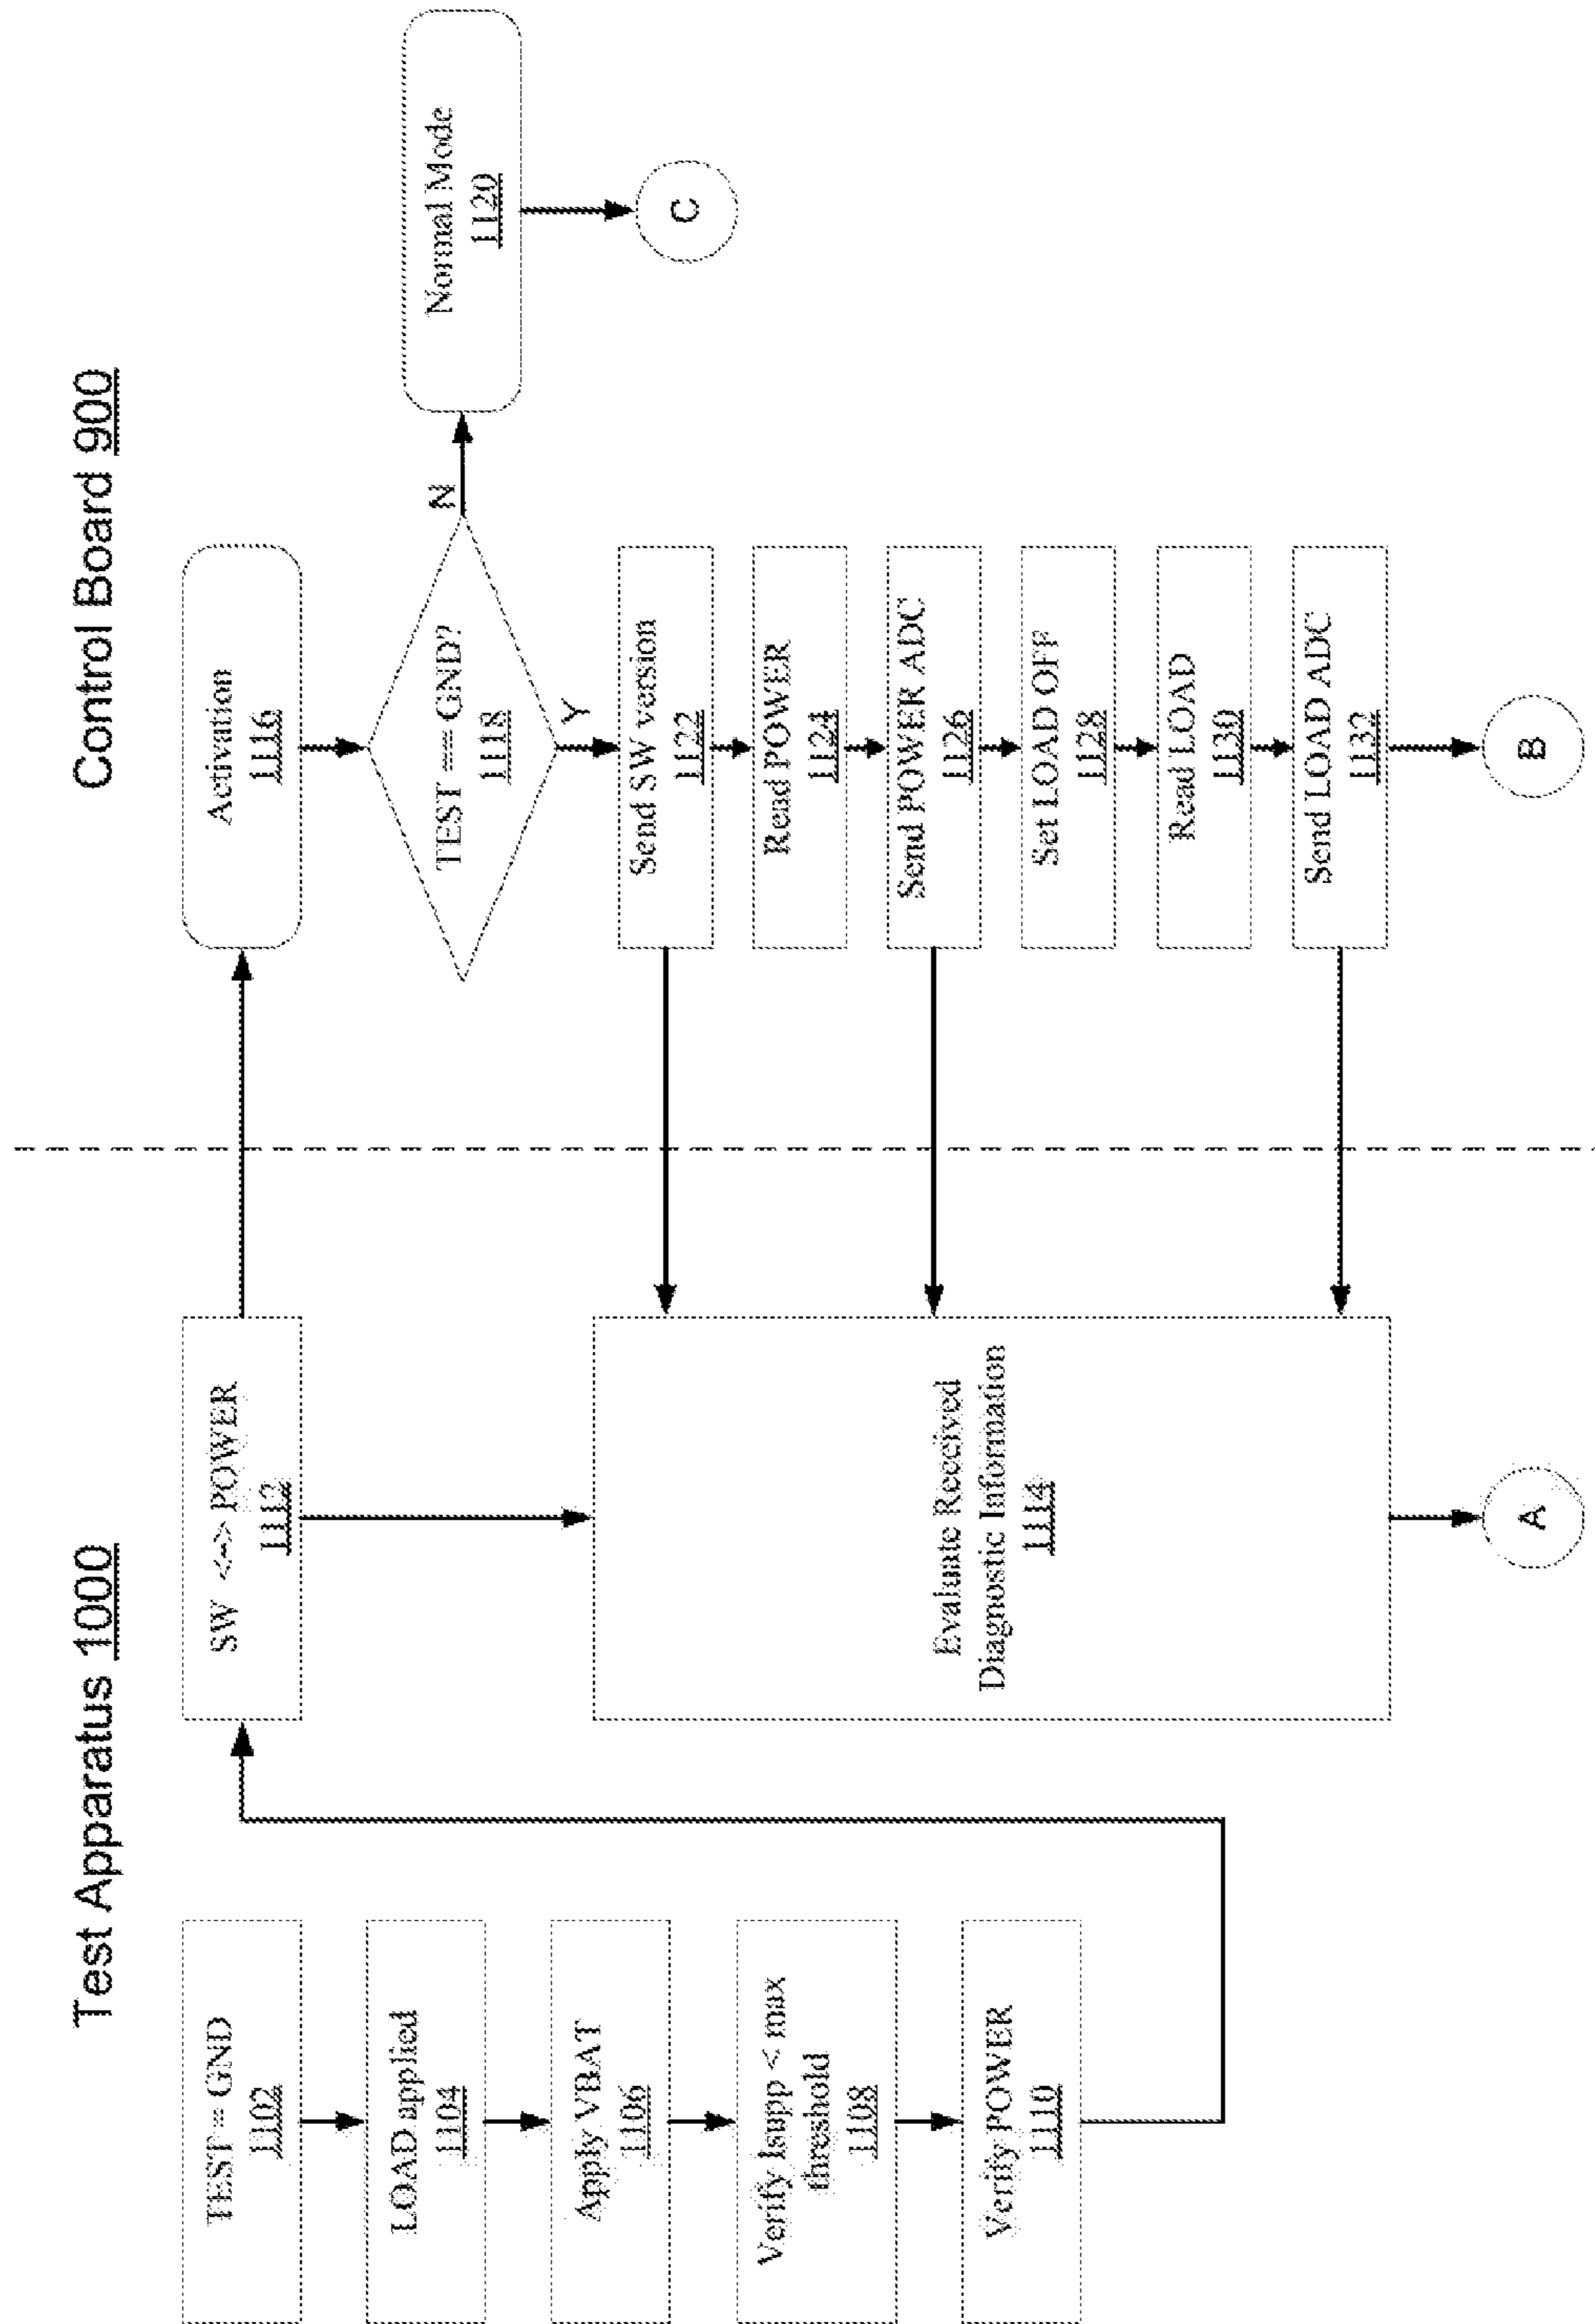 Test Apparatus 1000
Control Board 900
TEST = GND
1102
LOAD applied
1104
Apply VBAT
1106
Verify Isupp < max
threshold
1108
Verify POWER
1110
SW <-> POWER
1112
Evaluate Received
Diagnostic Information
1114
A
Activation
1116
TEST == GND?
1118
N
Y
Normal Mode
1120
C
Send SW version
1122
Read POWER
1124
Send POWER ADC
1126
Set LOAD OFF
1128
Read LOAD
1130
Send LOAD ADC
1132
B